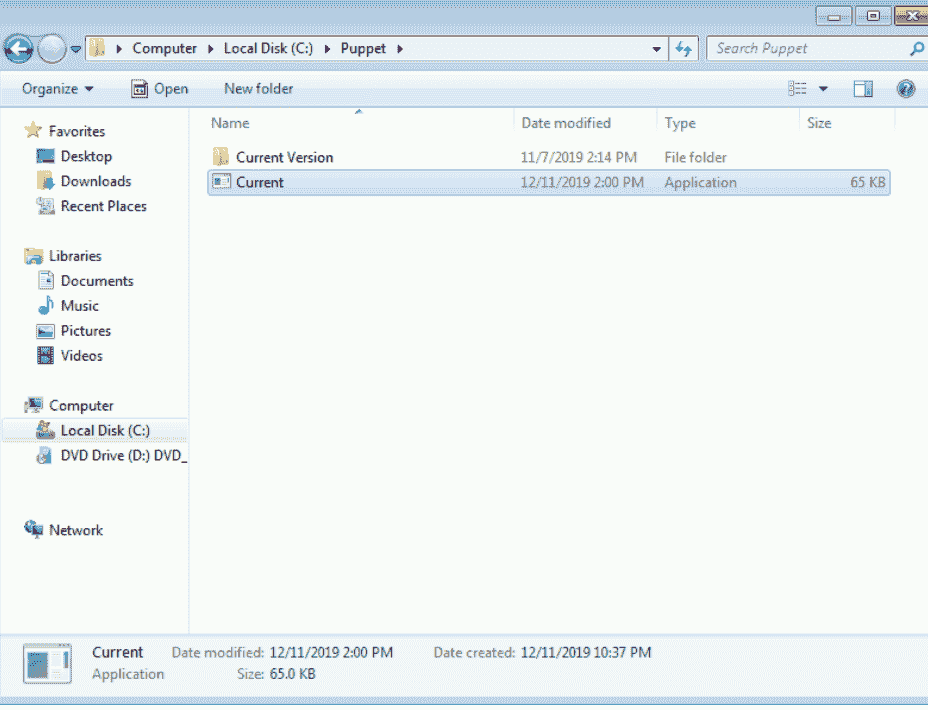 Computer Local Disk (C:) Puppet Search Puppet
Organize Open New folder
Name Date modified Type Size
Favorites
Desktop
Downloads
Recent Places
Libraries
Documents
Music
Pictures
Videos
Computer
Local Disk (C:)
DVD Drive (D:) DVD_
Network
Current Version 11/7/2019 2:14 PM File folder
Current 12/11/2019 2:00 PM Application 65 KB
Current Date modified: 12/11/2019 2:00 PM Date created: 12/11/2019 10:37 PM
Application Size: 65.0 KB